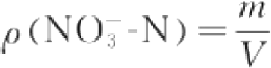 ρ(NO₃⁻-N) = m/V